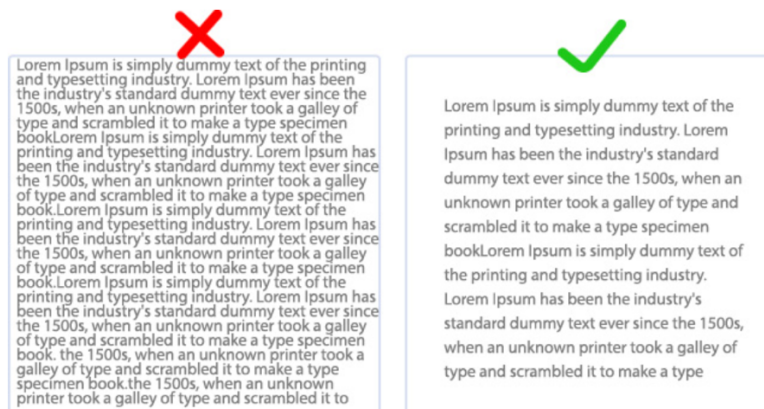 Lorem Ipsum is simply dummy text of the printing
and typesetting industry. Lorem Ipsum has been
the industry's standard dummy text ever since the
1500s, when an unknown printer took a galley of
type and scrambled it to make a type specimen
bookLorem Ipsum is simply dummy text of the
printing and typesetting industry. Lorem Ipsum has
been the industry's standard dummy text ever since
the 1500s, when an unknown printer took a galley
of type and scrambled it to make a type specimen
book.Lorem Ipsum is simply dummy text of the
printing and typesetting industry. Lorem Ipsum has
been the industry's standard dummy text ever since
the 1500s, when an unknown printer took a galley
of type and scrambled it to make a type specimen
book.Lorem Ipsum is simply dummy text of the
printing and typesetting industry. Lorem Ipsum has
been the industry's standard dummy text ever since
the 1500s, when an unknown printer took a galley
of type and scrambled it to make a type specimen
book. the 1500s, when an unknown printer took a
galley of type and scrambled it to make a type
specimen book.the 1500s, when an unknown
printer took a galley of type and scrambled it to
Lorem Ipsum is simply dummy text of the
printing and typesetting industry. Lorem
Ipsum has been the industry's standard
dummy text ever since the 1500s, when an
unknown printer took a galley of type and
scrambled it to make a type specimen
bookLorem Ipsum is simply dummy text of
the printing and typesetting industry.
Lorem Ipsum has been the industry's
standard dummy text ever since the 1500s,
when an unknown printer took a galley of
type and scrambled it to make a type